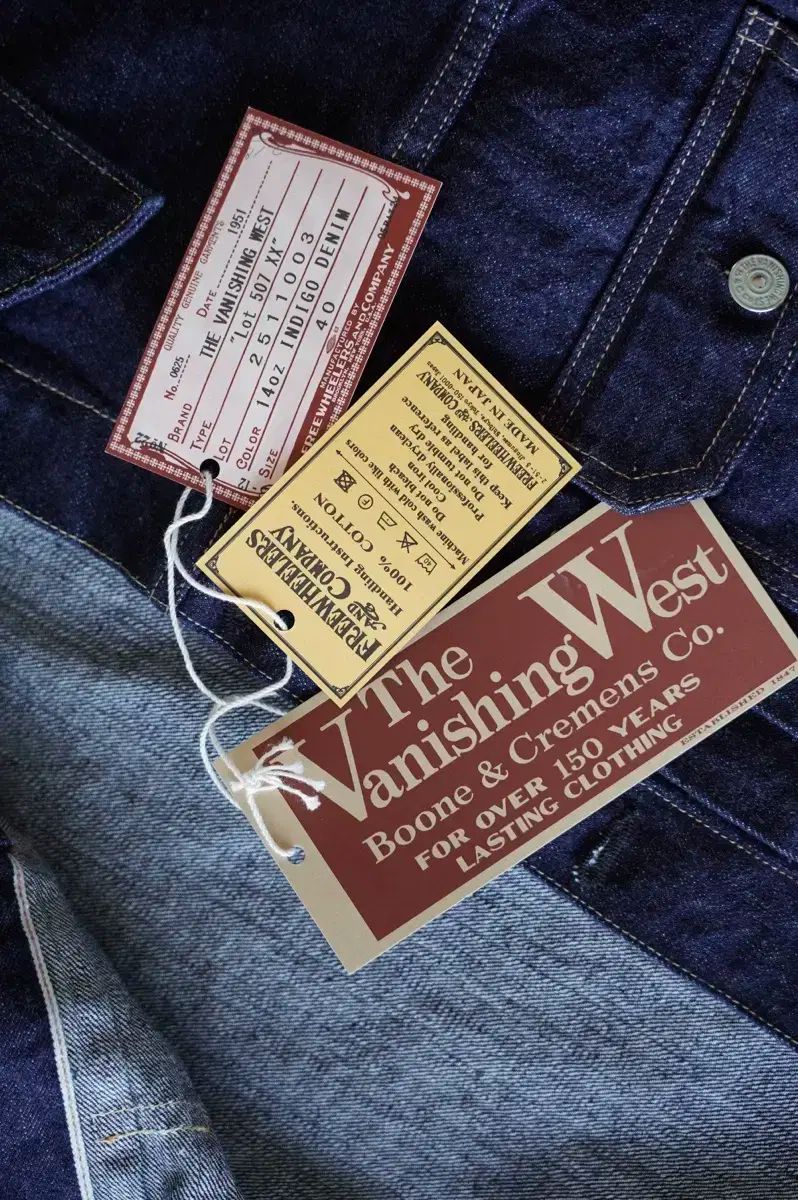 QUALITY GENUINE GARMENTS
No. 0625 DATE 1951
BRAND THE VANISHING WEST
TYPE "Lot 507 XX"
LOT 2511003
COLOR 14oz INDIGO DENIM
SIZE 40
MANUFACTURED BY
FREEWHEELERS AND COMPANY
FREEWHEELERS
AND COMPANY
Handling Instructions
100% COTTON
40
Machine wash cold with like colors
Do not bleach
Cool iron
Professionally dryclean
Do not tumble dry
Keep this label as reference
for handling
FREEWHEELERS AND COMPANY
MADE IN JAPAN
The
Vanishing West
Boone & Cremens Co.
FOR OVER 150 YEARS
LASTING CLOTHING
ESTABLISHED 1847